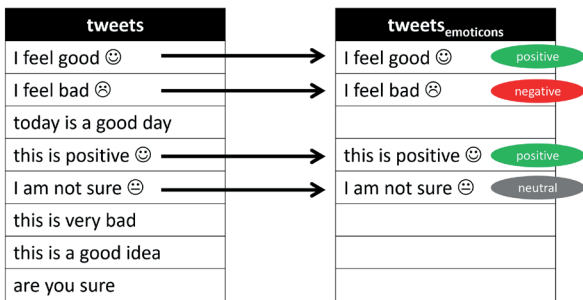 tweets tweets_emoticons
I feel good ☺ I feel good ☺ positive
I feel bad ☹ I feel bad ☹ negative
today is a good day
this is positive ☺ this is positive ☺ positive
I am not sure 😐 I am not sure 😐 neutral
this is very bad
this is a good idea
are you sure